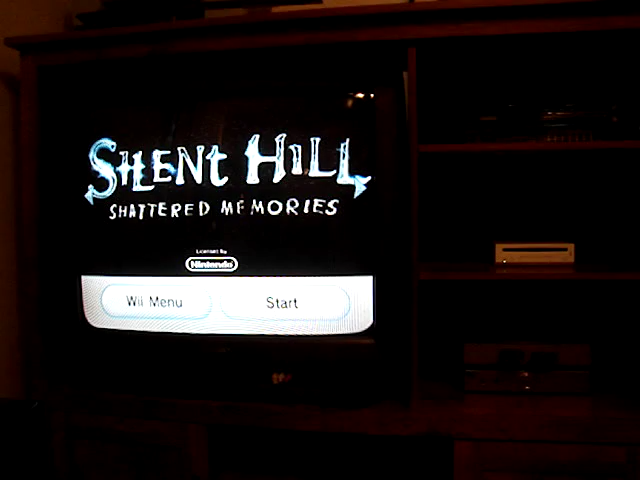 SILENT HILL
SHATTERED MEMORIES
Licensed by
Nintendo
Wii Menu
Start